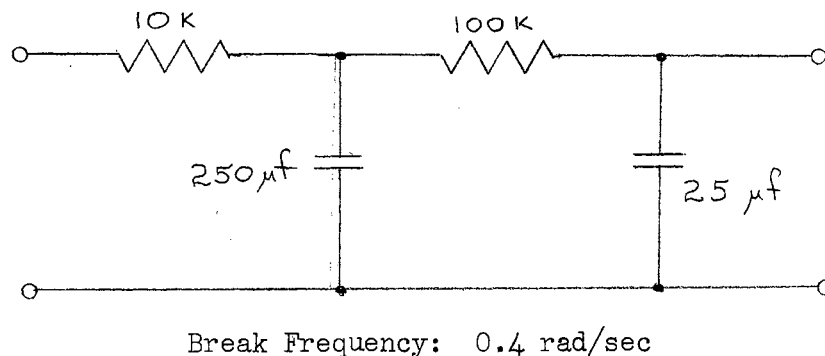 10 K
100 K
250 μf
25 μf
Break Frequency: 0.4 rad/sec